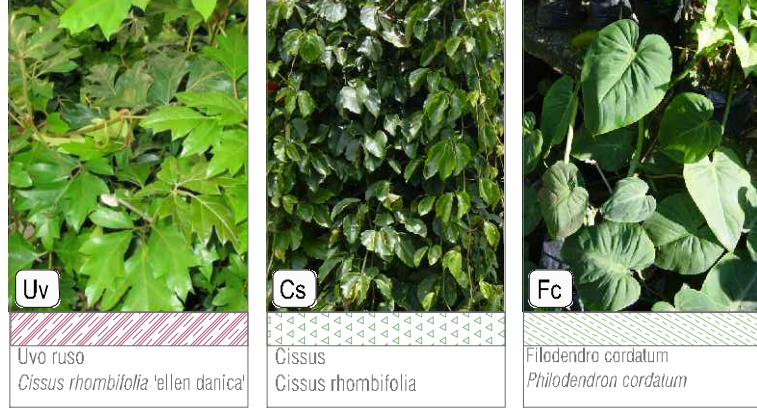 Uv
Cs
Fc
Uvo ruso
Cissus rhombifolia 'ellen danica'
Cissus
Cissus rhombifolia
Filodendro cordatum
Philodendron cordatum